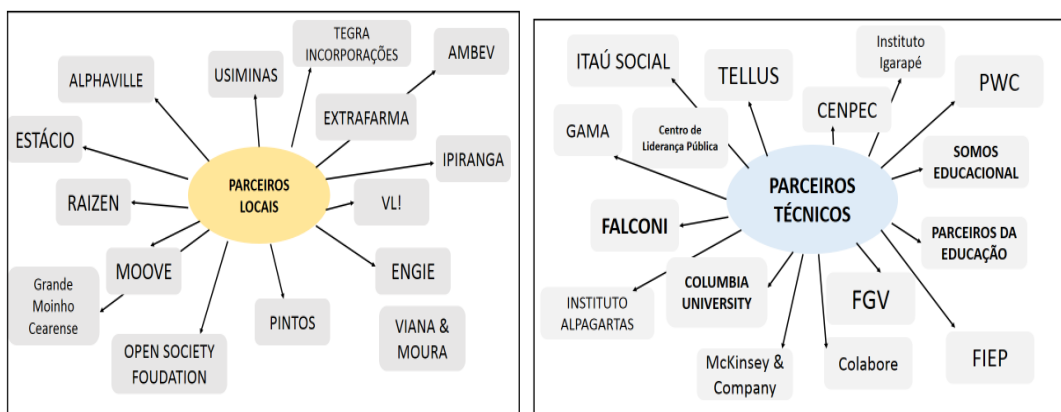 TEGRA
INCORPORAÇÕES
AMBEV
USIMINAS
ALPHAVILLE
EXTRAFARMA
ESTÁCIO
IPIRANGA
PARCEIROS
LOCAIS
RAIZEN
VL!
MOOVE
ENGIE
Grande
Moinho
Cearense
PINTOS
VIANA &
MOURA
OPEN SOCIETY
FOUDATION
ITAÚ SOCIAL
TELLUS
Instituto
Igarapé
PWC
CENPEC
GAMA
Centro de
Liderança Pública
SOMOS
EDUCACIONAL
PARCEIROS
TÉCNICOS
FALCONI
PARCEIROS DA
EDUCAÇÃO
COLUMBIA
UNIVERSITY
FGV
INSTITUTO
ALPAGARTAS
McKinsey &
Company
Colabore
FIEP